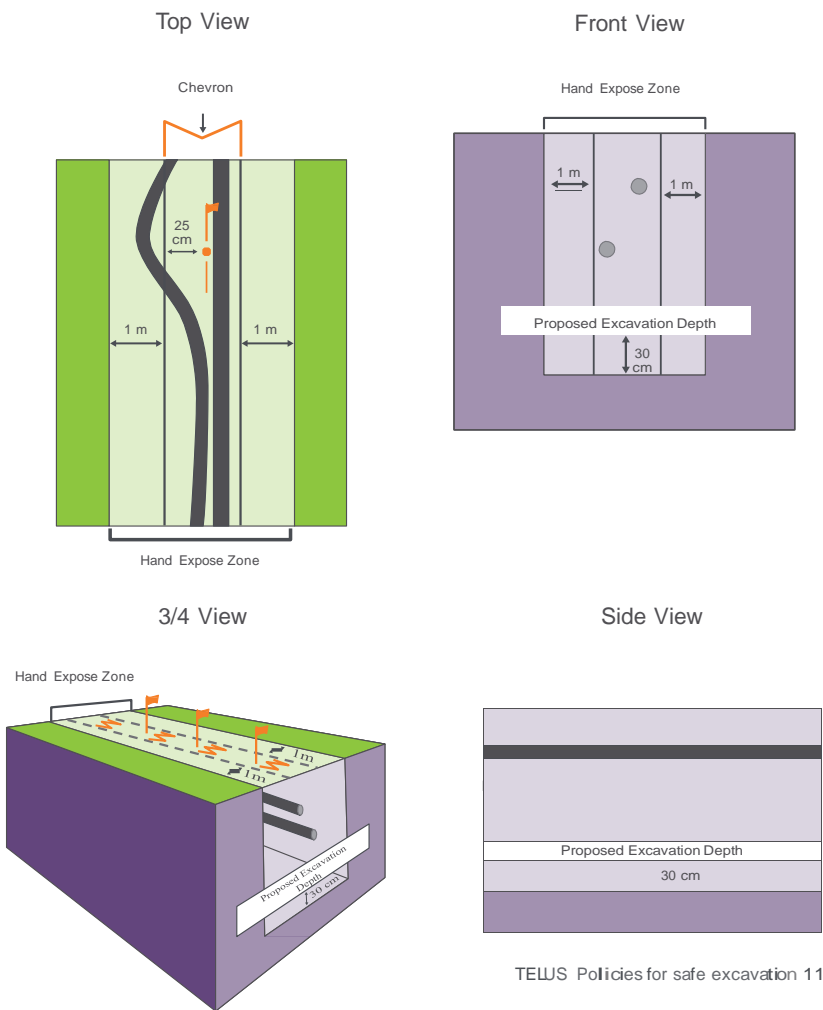 Top View
Front View
Chevron
Hand Expose Zone
1 m
1 m
25
cm
1 m
1 m
Proposed Excavation Depth
30
cm
Hand Expose Zone
3/4 View
Side View
Hand Expose Zone
1m
1m
Proposed Excavation
Depth
30 cm
Proposed Excavation Depth
30 cm
TELUS Policies for safe excavation 11